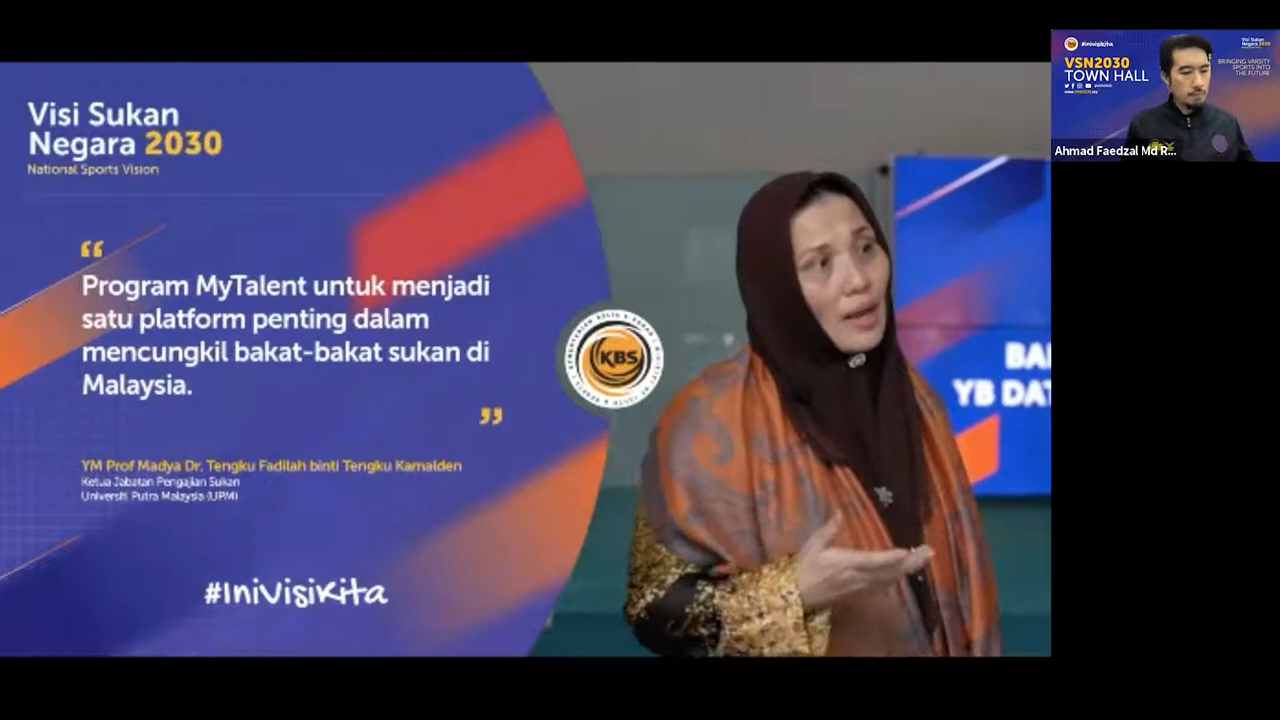 Visi Sukan
Negara 2030
National Sports Vision
“
Program MyTalent untuk menjadi
satu platform penting dalam
mencungkil bakat-bakat sukan di
Malaysia.
”
YM Prof Madya Dr. Tengku Fadilah binti Tengku Kamalden
Ketua Jabatan Pengajian Sukan
Universiti Putra Malaysia (UPM)
#IniVisiKita
KBS
BA
YB DAT
#inivisikita
Visi Sukan
Negara 2030
VSN2030
TOWN HALL
BRINGING VARSITY
SPORTS INTO
THE FUTURE
www.VSN2030.my
Ahmad Faedzal Md R...